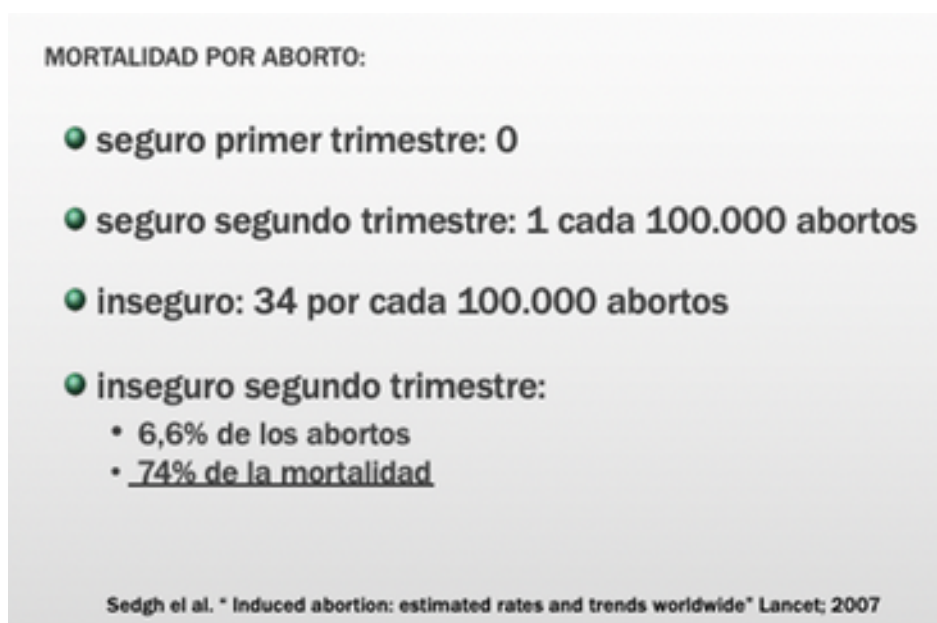 MORTALIDAD POR ABORTO:
seguro primer trimestre: 0
seguro segundo trimestre: 1 cada 100.000 abortos
inseguro: 34 por cada 100.000 abortos
inseguro segundo trimestre:
• 6,6% de los abortos
• 74% de la mortalidad
Sedgh el al. " Induced abortion: estimated rates and trends worldwide" Lancet; 2007